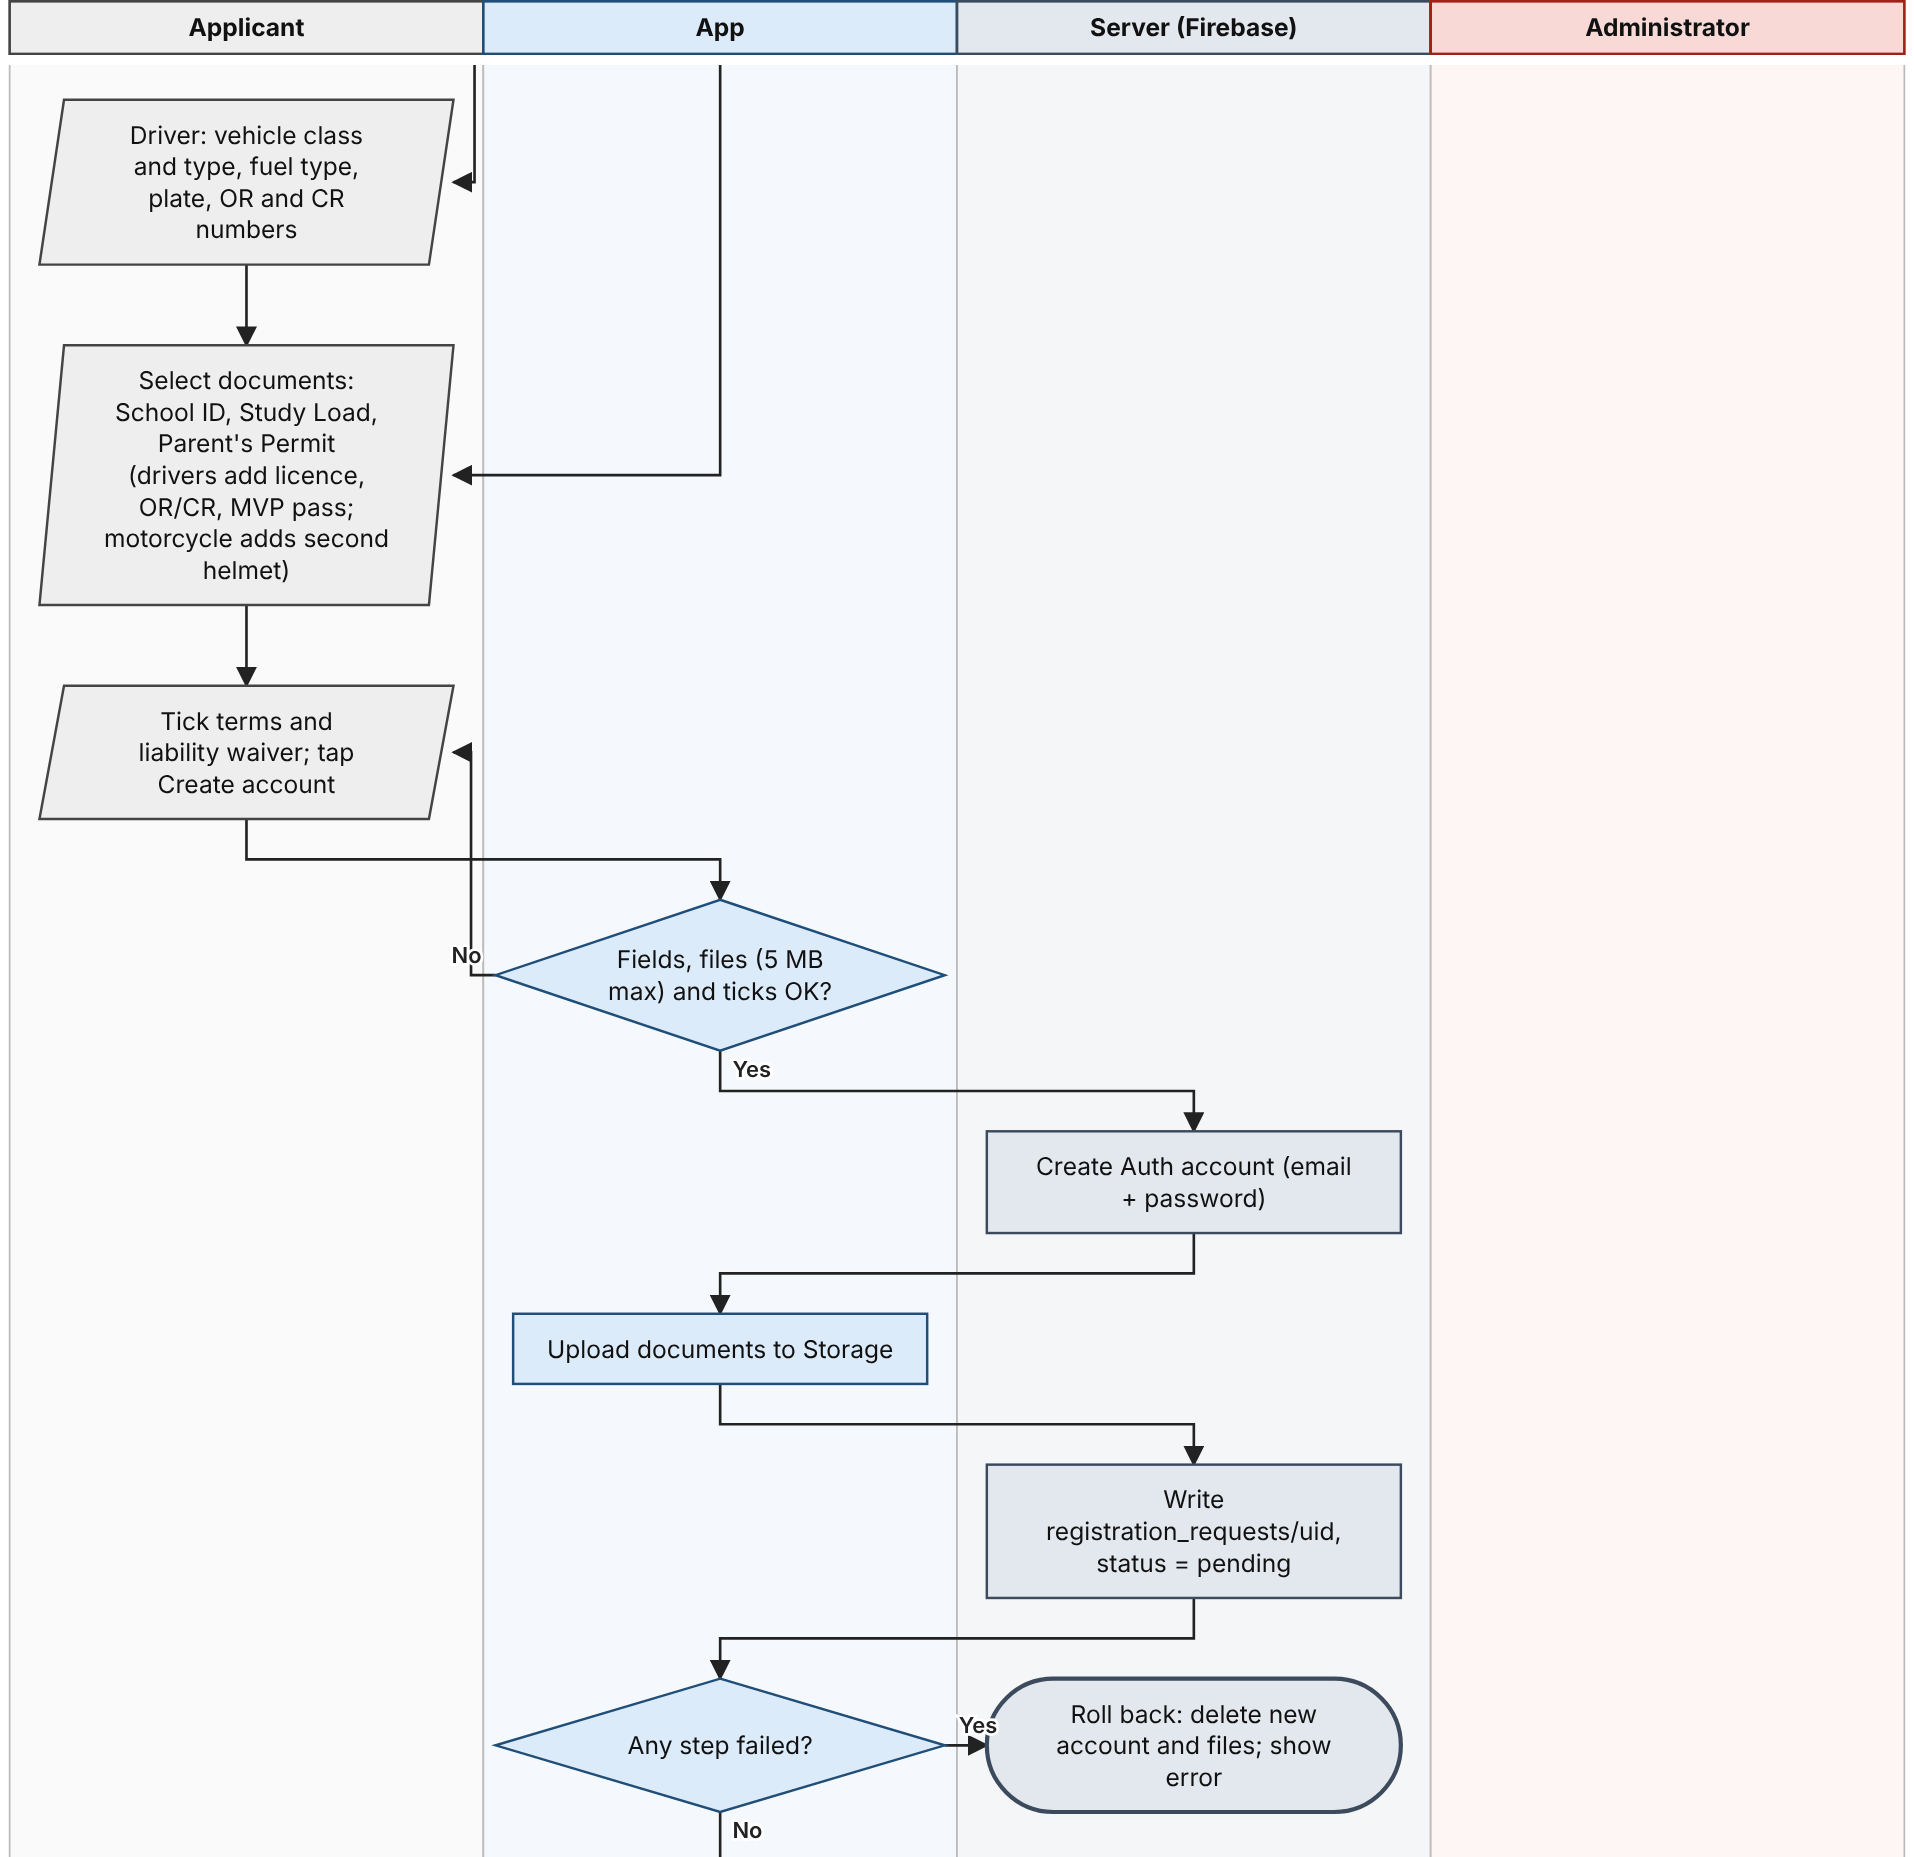 Applicant
App
Server (Firebase)
Administrator
Driver: vehicle class
and type, fuel type,
plate, OR and CR
numbers
Select documents:
School ID, Study Load,
Parent's Permit
(drivers add licence,
OR/CR, MVP pass;
motorcycle adds second
helmet)
Tick terms and
liability waiver; tap
Create account
No
Fields, files (5 MB
max) and ticks OK?
Yes
Create Auth account (email
+ password)
Upload documents to Storage
Write
registration_requests/uid,
status = pending
Any step failed?
Yes
Roll back: delete new
account and files; show
error
No